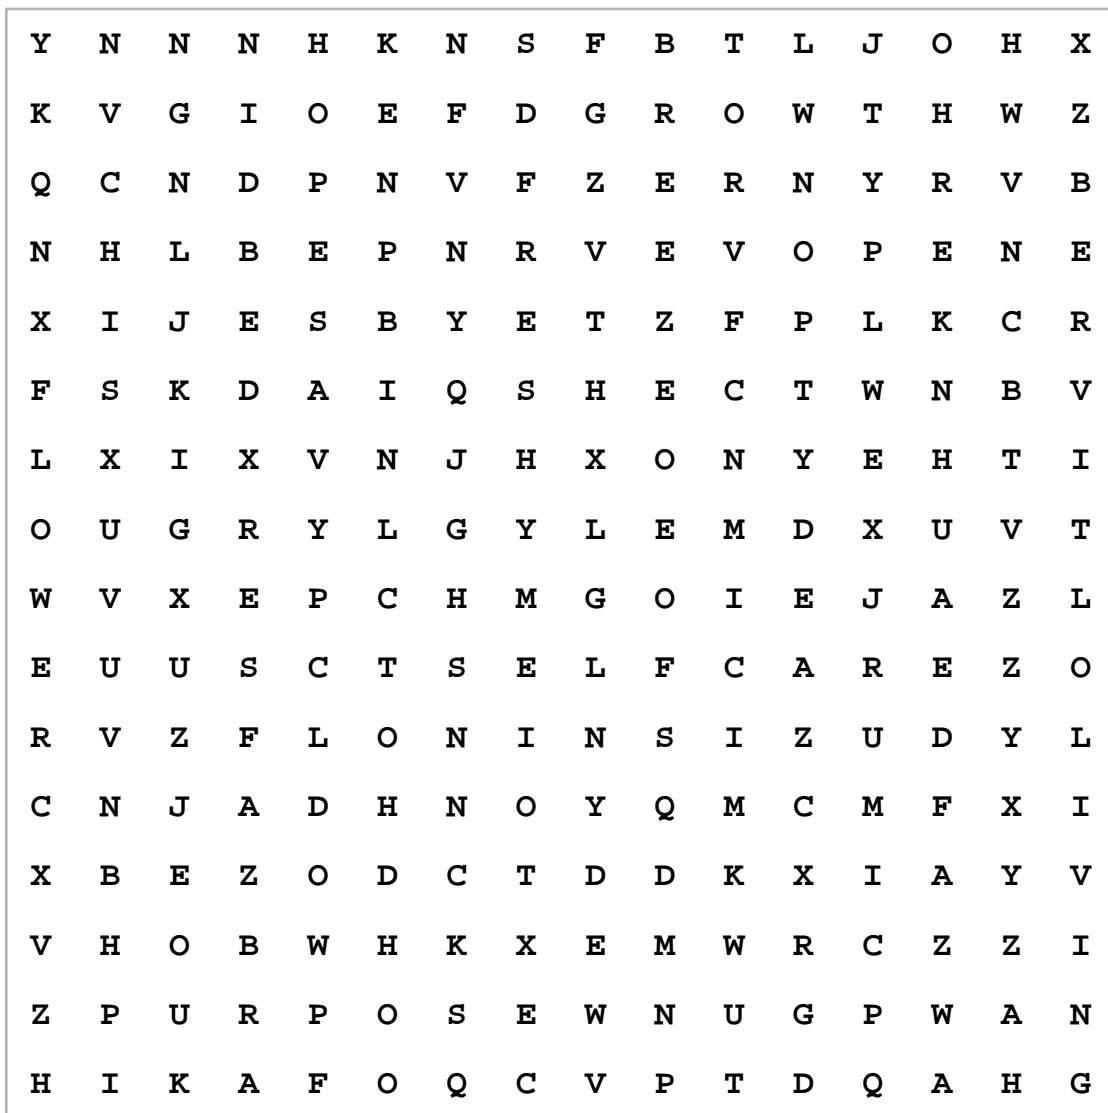 Y N N N H K N S F B T L J O H X
K V G I O E F D G R O W T H W Z
Q C N D P N V F Z E R N Y R V B
N H L B E P N R V E V O P E N E
X I J E S B Y E T Z F P L K C R
F S K D A I Q S H E C T W N B V
L X I X V N J H X O N Y E H T I
O U G R Y L G Y L E M D X U V T
W V X E P C H M G O I E J A Z L
E U U S C T S E L F C A R E Z O
R V Z F L O N I N S I Z U D Y L
C N J A D H N O Y Q M C M F X I
X B E Z O D C T D D K X I A Y V
V H O B W H K X E M W R C Z Z I
Z P U R P O S E W N U G P W A N
H I K A F O Q C V P T D Q A H G